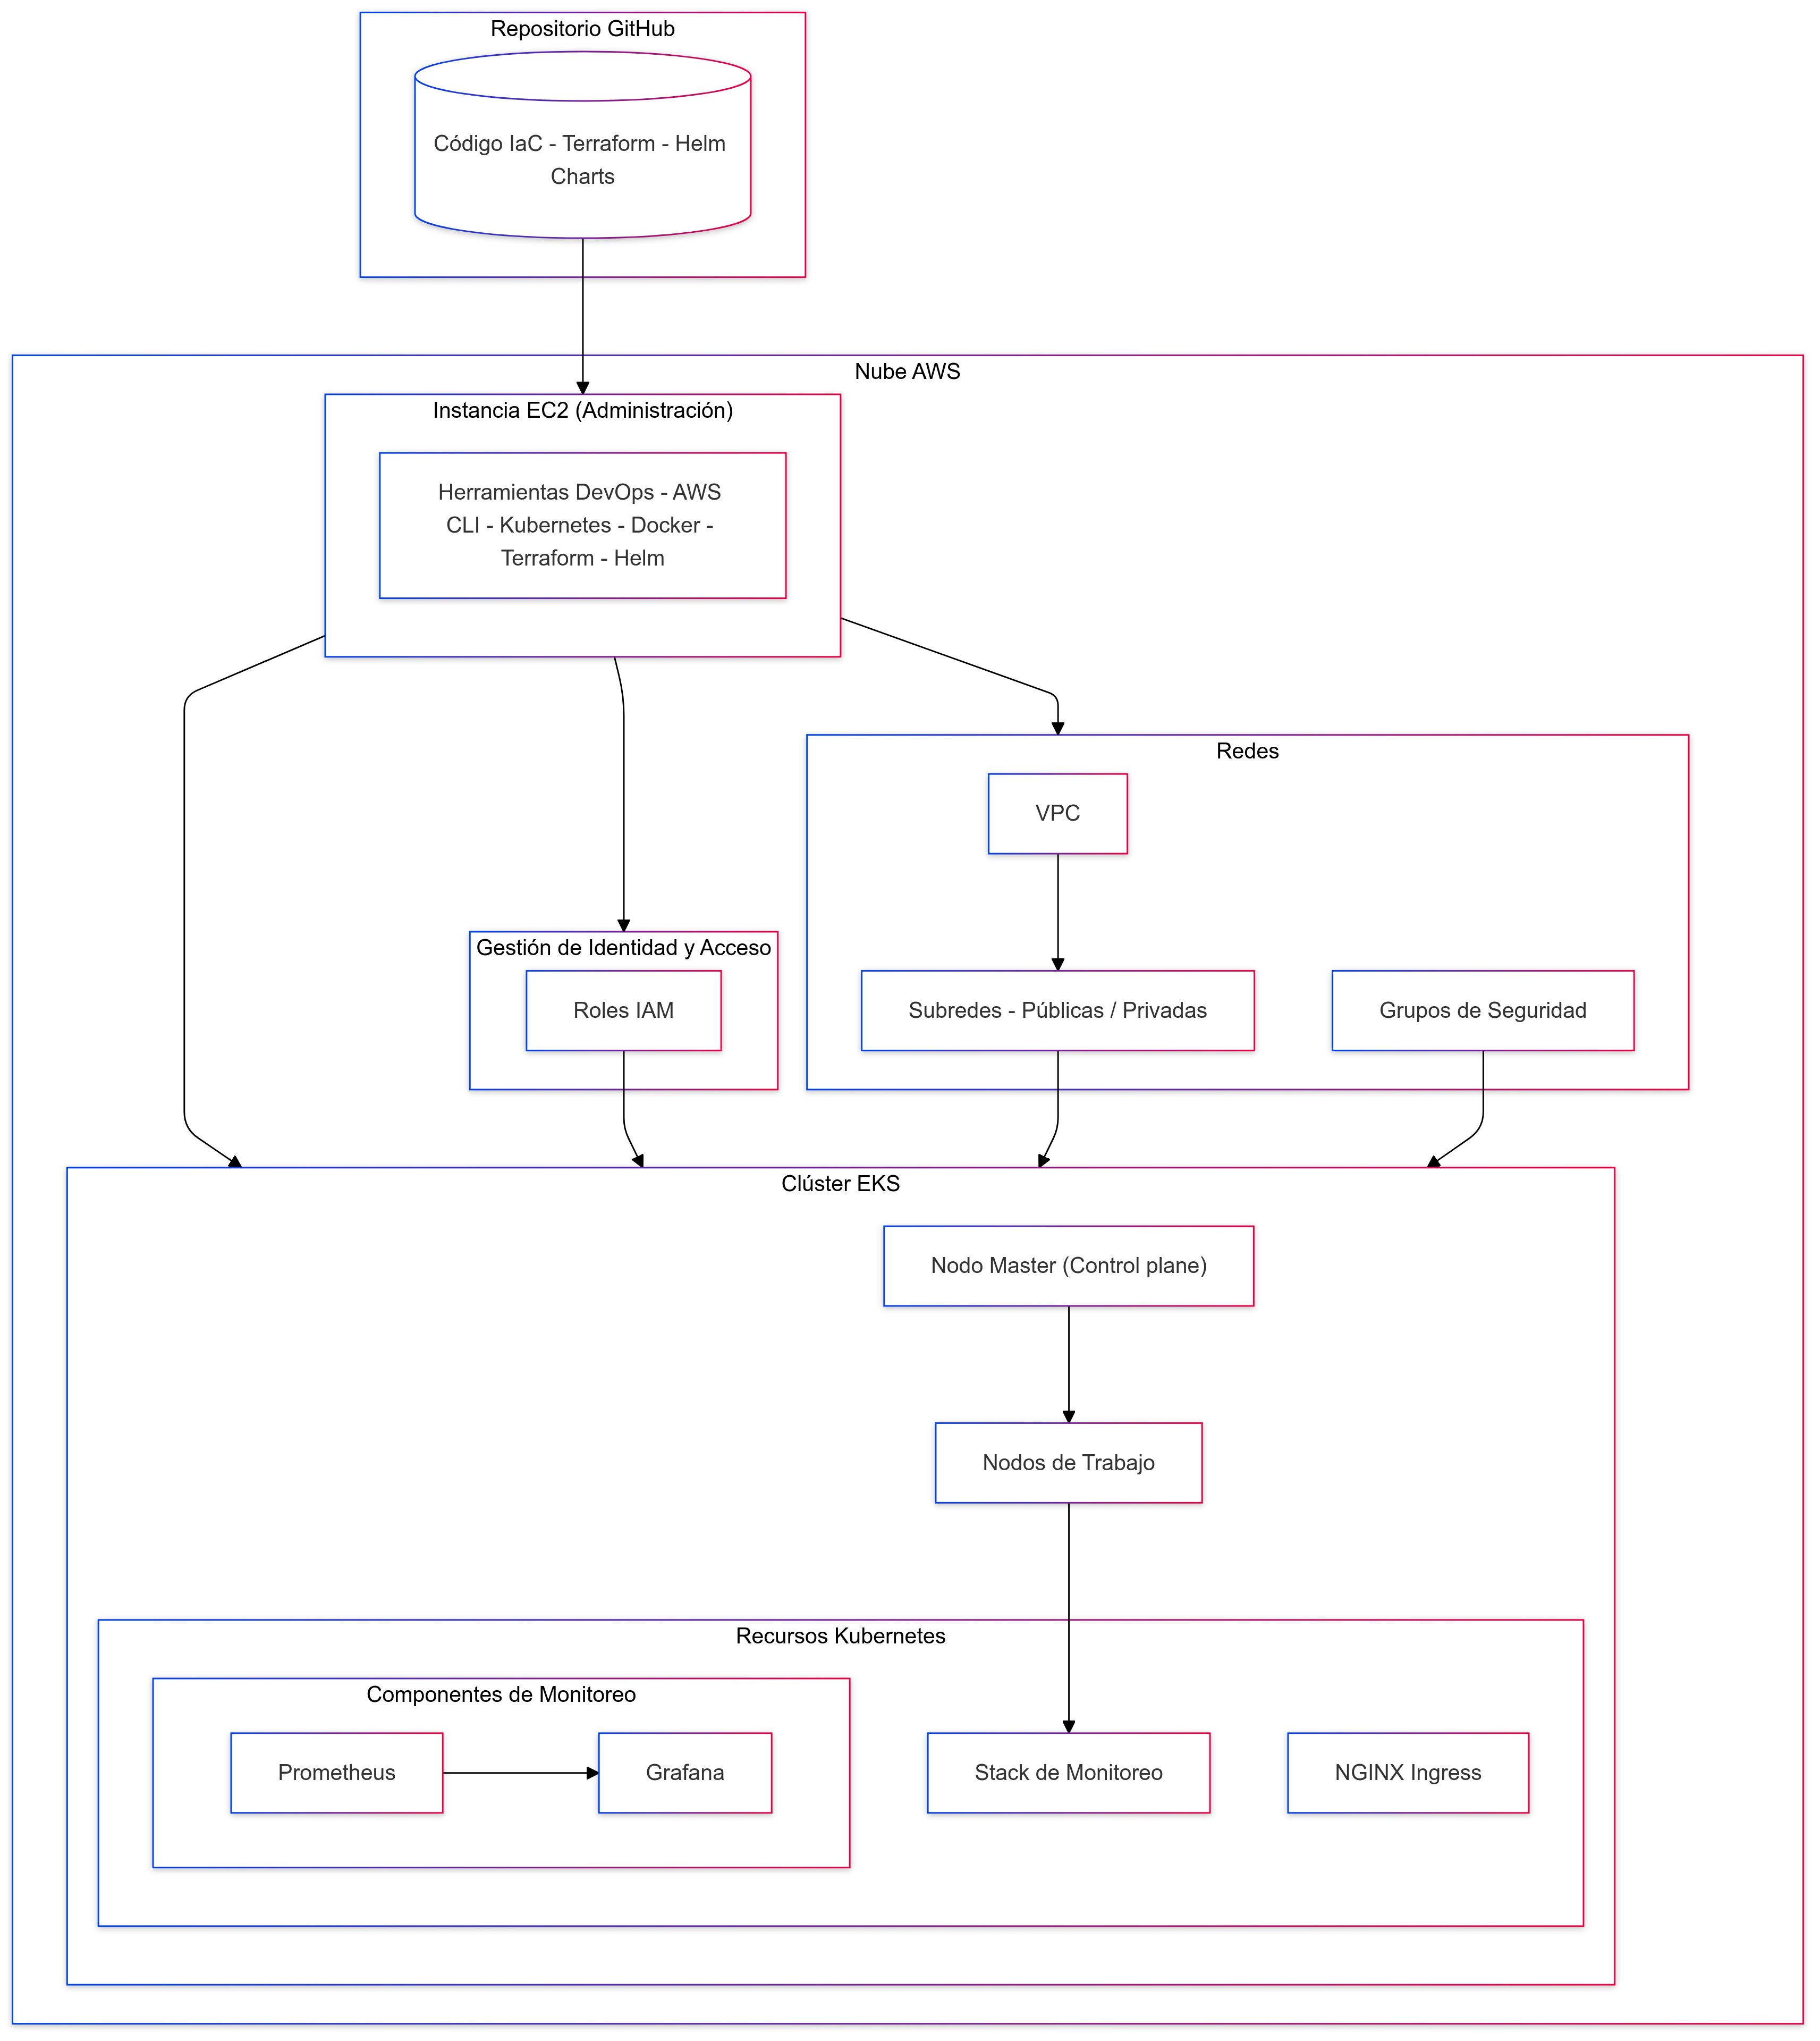 Repositorio GitHub
Código IaC - Terraform - Helm
Charts
Nube AWS
Instancia EC2 (Administración)
Herramientas DevOps - AWS
CLI - Kubernetes - Docker -
Terraform - Helm
Redes
VPC
Gestión de Identidad y Acceso
Roles IAM
Subredes - Públicas / Privadas
Grupos de Seguridad
Clúster EKS
Nodo Master (Control plane)
Nodos de Trabajo
Recursos Kubernetes
Componentes de Monitoreo
Prometheus
Grafana
Stack de Monitoreo
NGINX Ingress